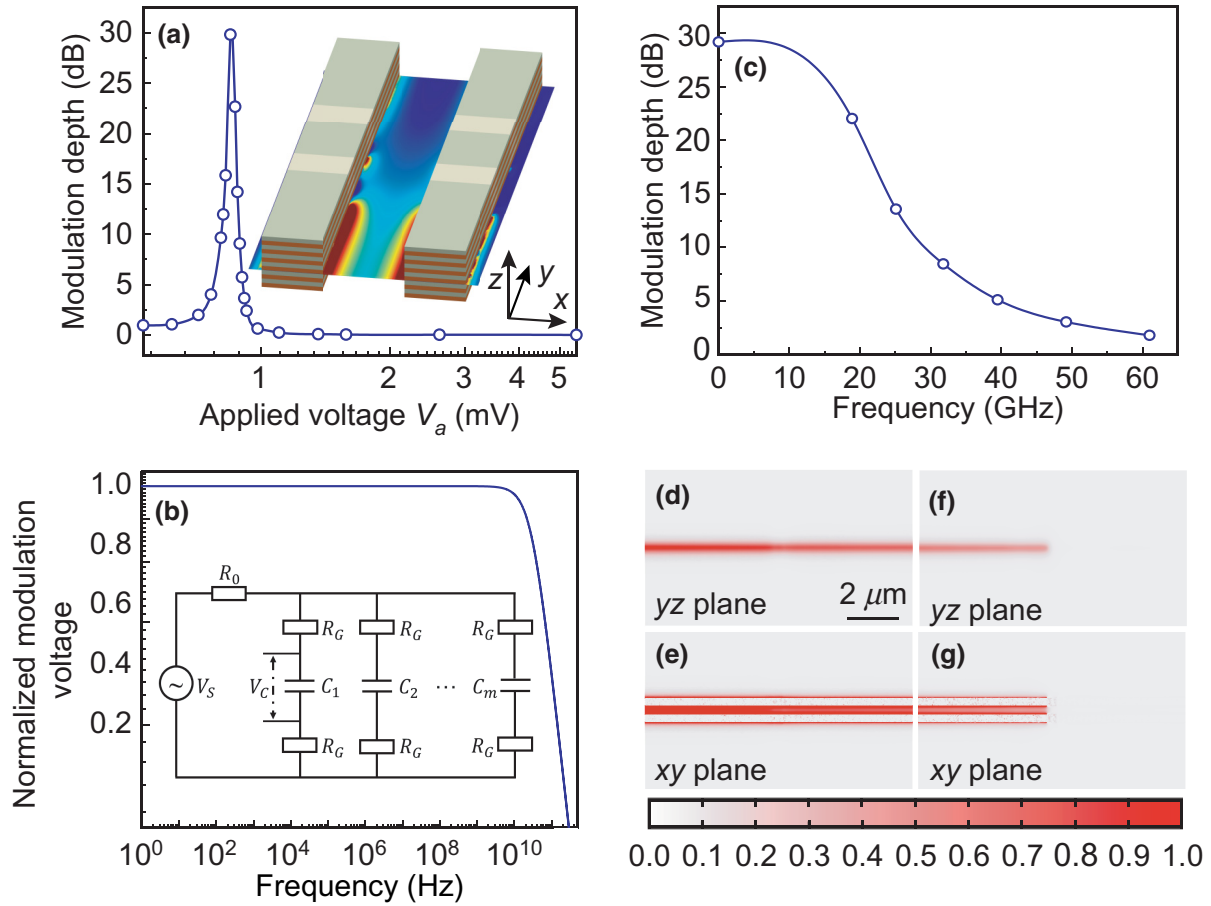 (a)
Modulation depth (dB)
30
25
20
15
10
5
0
1 2 3 4 5
Applied voltage V_a (mV)
z y x
(c)
Modulation depth (dB)
30
25
20
15
10
5
0
0 10 20 30 40 50 60
Frequency (GHz)
(b)
Normalized modulation
voltage
1.0
0.8
0.6
0.4
0.2
R_0
R_G R_G R_G
V_S V_C C_1 C_2 ··· C_m
~
R_G R_G R_G
10^0 10^2 10^4 10^6 10^8 10^10
Frequency (Hz)
(d)
yz plane
2 μm
(f)
yz plane
(e)
xy plane
(g)
xy plane
0.0 0.1 0.2 0.3 0.4 0.5 0.6 0.7 0.8 0.9 1.0